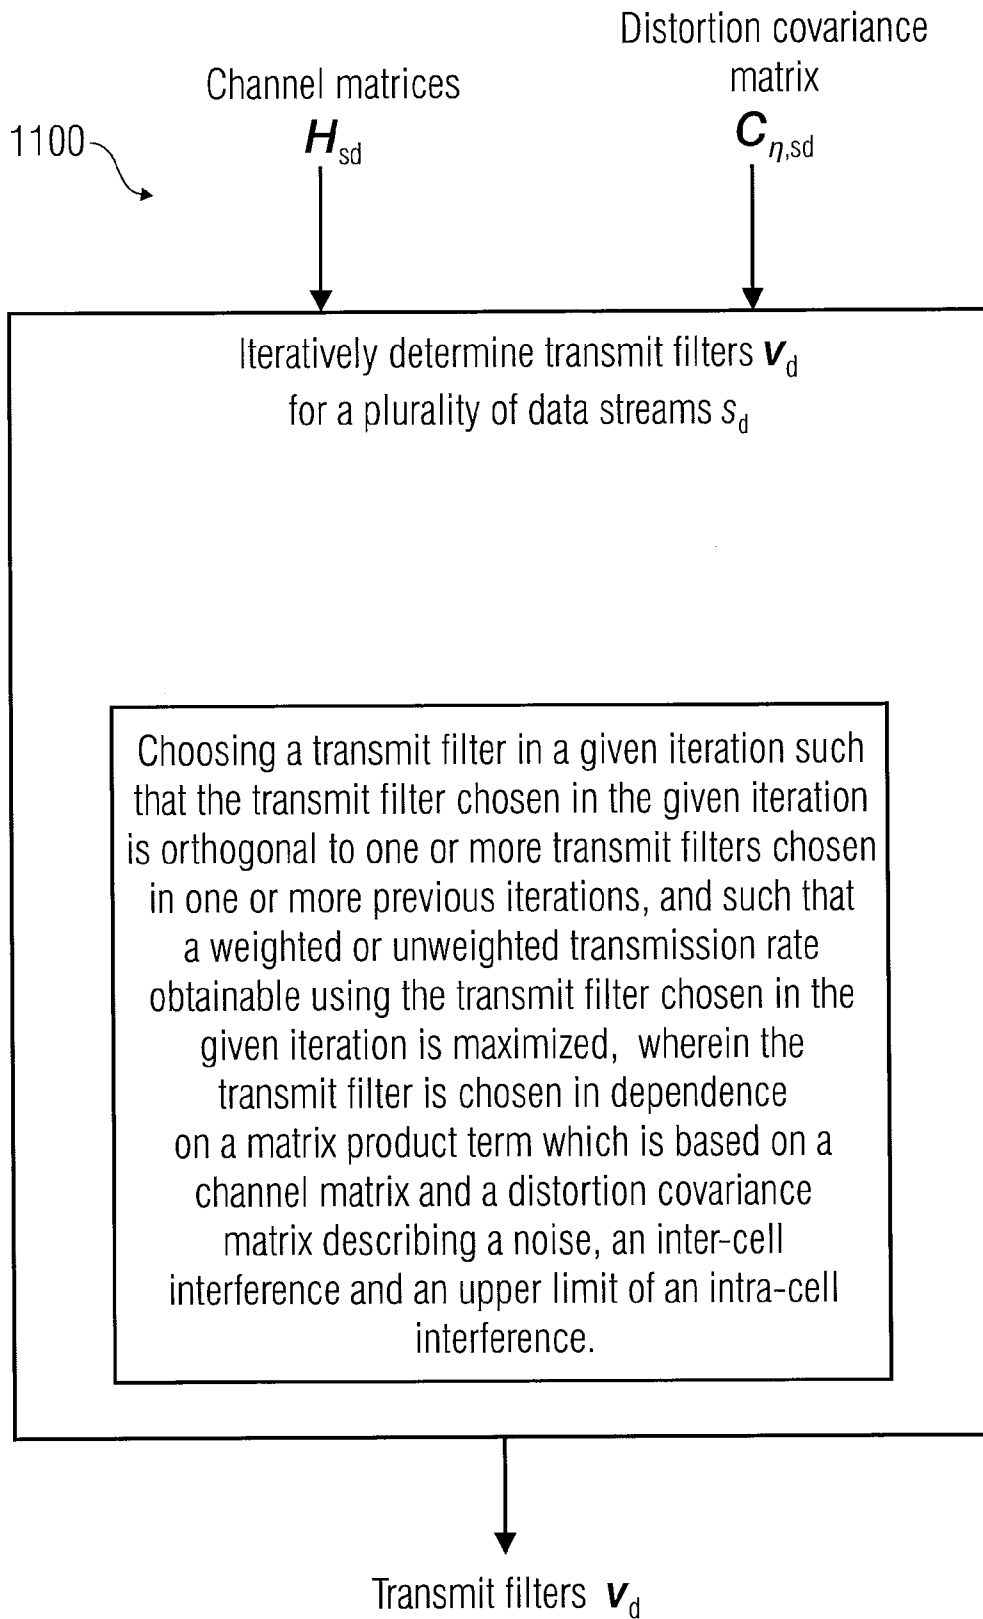 Distortion covariance
matrix
C_η,sd
Channel matrices
H_sd
1100
Iteratively determine transmit filters v_d
for a plurality of data streams s_d
Choosing a transmit filter in a given iteration such
that the transmit filter chosen in the given iteration
is orthogonal to one or more transmit filters chosen
in one or more previous iterations, and such that
a weighted or unweighted transmission rate
obtainable using the transmit filter chosen in the
given iteration is maximized, wherein the
transmit filter is chosen in dependence
on a matrix product term which is based on a
channel matrix and a distortion covariance
matrix describing a noise, an inter-cell
interference and an upper limit of an intra-cell
interference.
Transmit filters v_d